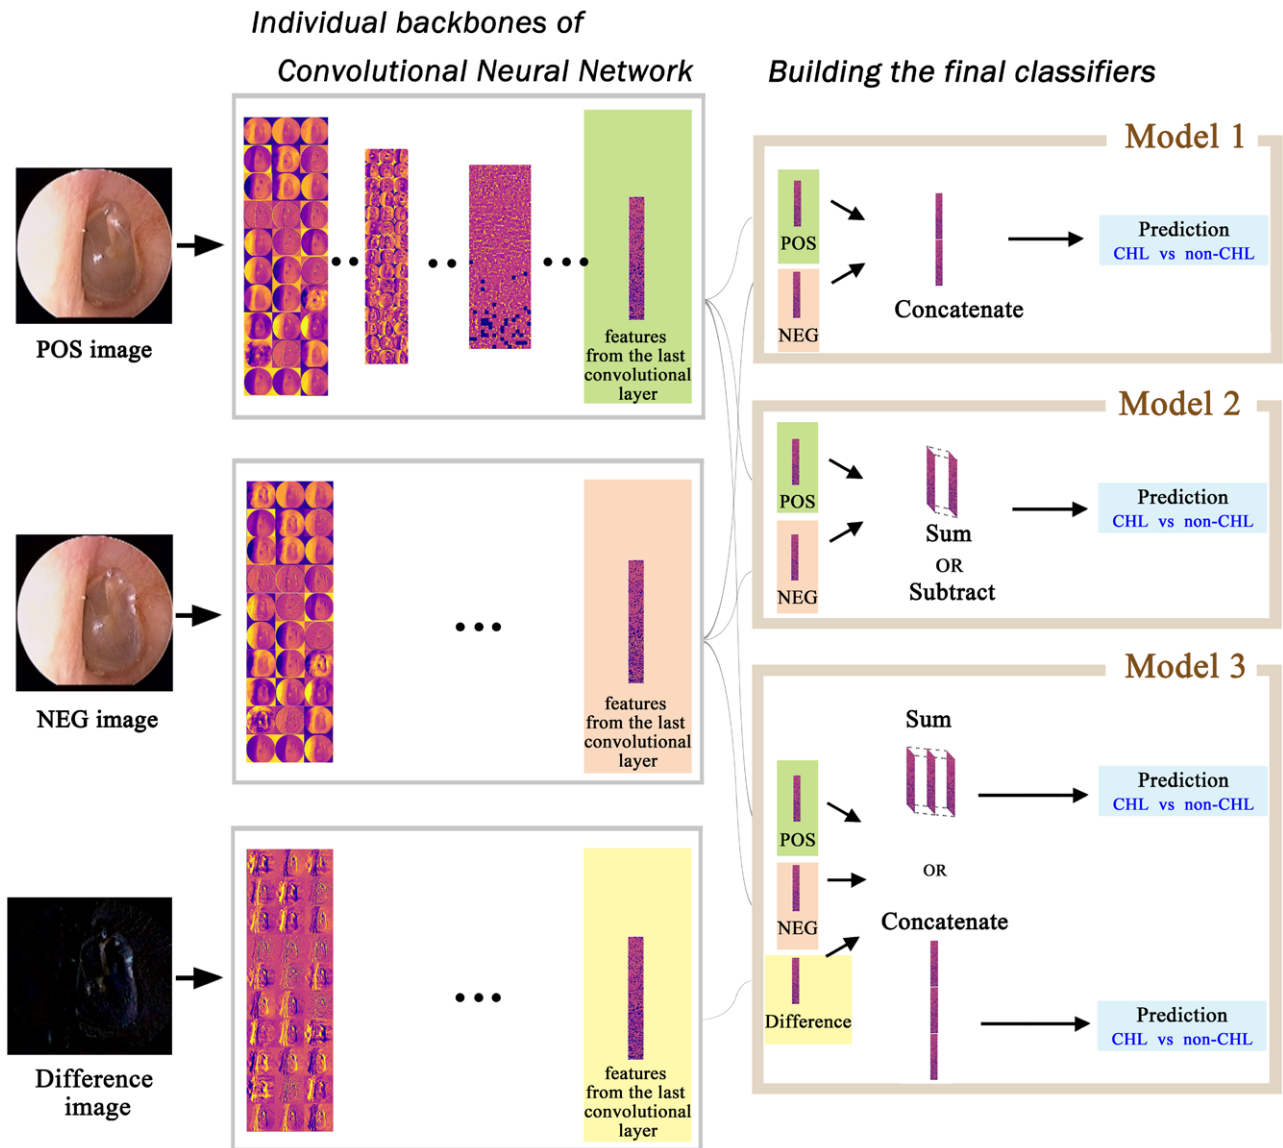 Individual backbones of
Convolutional Neural Network
Building the final classifiers
POS image
features
from the last
convolutional
layer
NEG image
features
from the last
convolutional
layer
Difference
image
features
from the last
convolutional
layer
Model 1
POS
NEG
Concatenate
Prediction
CHL vs non-CHL
Model 2
POS
NEG
Sum
OR
Subtract
Prediction
CHL vs non-CHL
Model 3
POS
NEG
Difference
Sum
OR
Concatenate
Prediction
CHL vs non-CHL
Prediction
CHL vs non-CHL